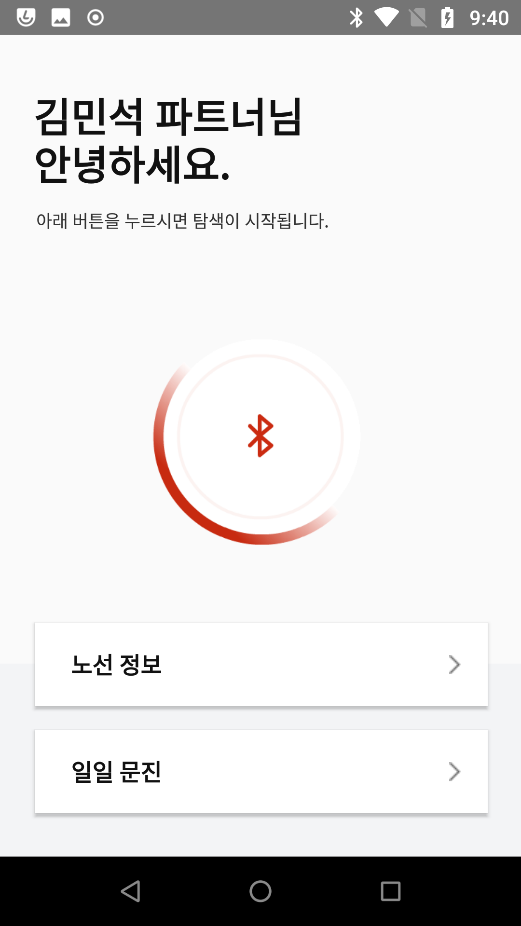 9:40
김민석 파트너님
안녕하세요.
아래 버튼을 누르시면 탐색이 시작됩니다.
노선 정보
일일 문진